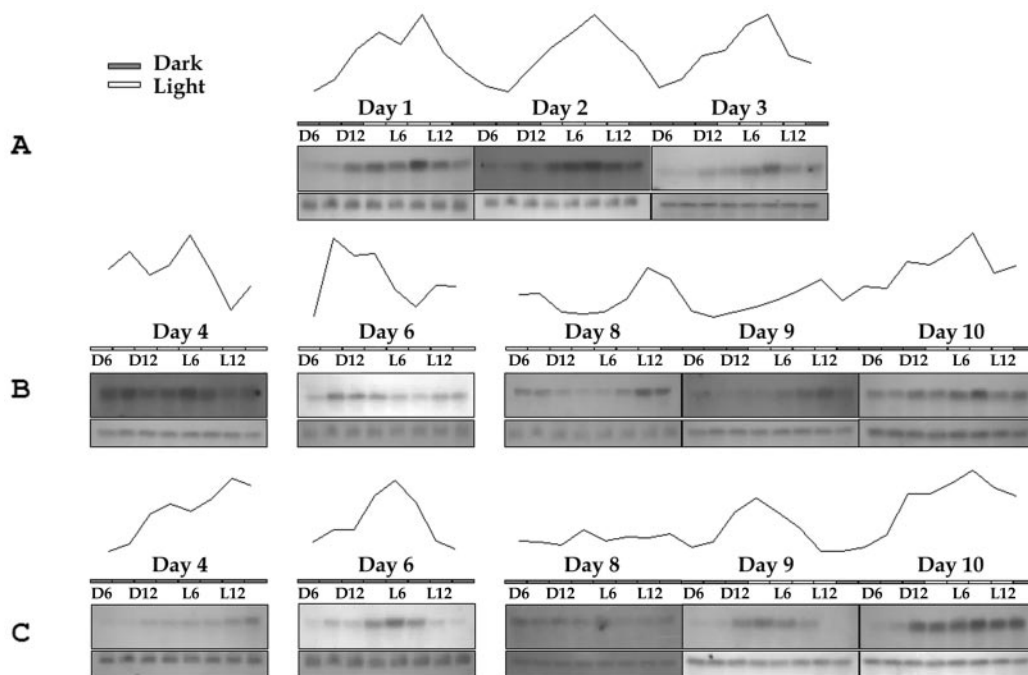 Dark
Light
Day 1 Day 2 Day 3
D6 D12 L6 L12 D6 D12 L6 L12 D6 D12 L6 L12
A
Day 4 Day 6 Day 8 Day 9 Day 10
D6 D12 L6 L12 D6 D12 L6 L12 D6 D12 L6 L12 D6 D12 L6 L12 D6 D12 L6 L12
B
Day 4 Day 6 Day 8 Day 9 Day 10
D6 D12 L6 L12 D6 D12 L6 L12 D6 D12 L6 L12 D6 D12 L6 L12 D6 D12 L6 L12
C